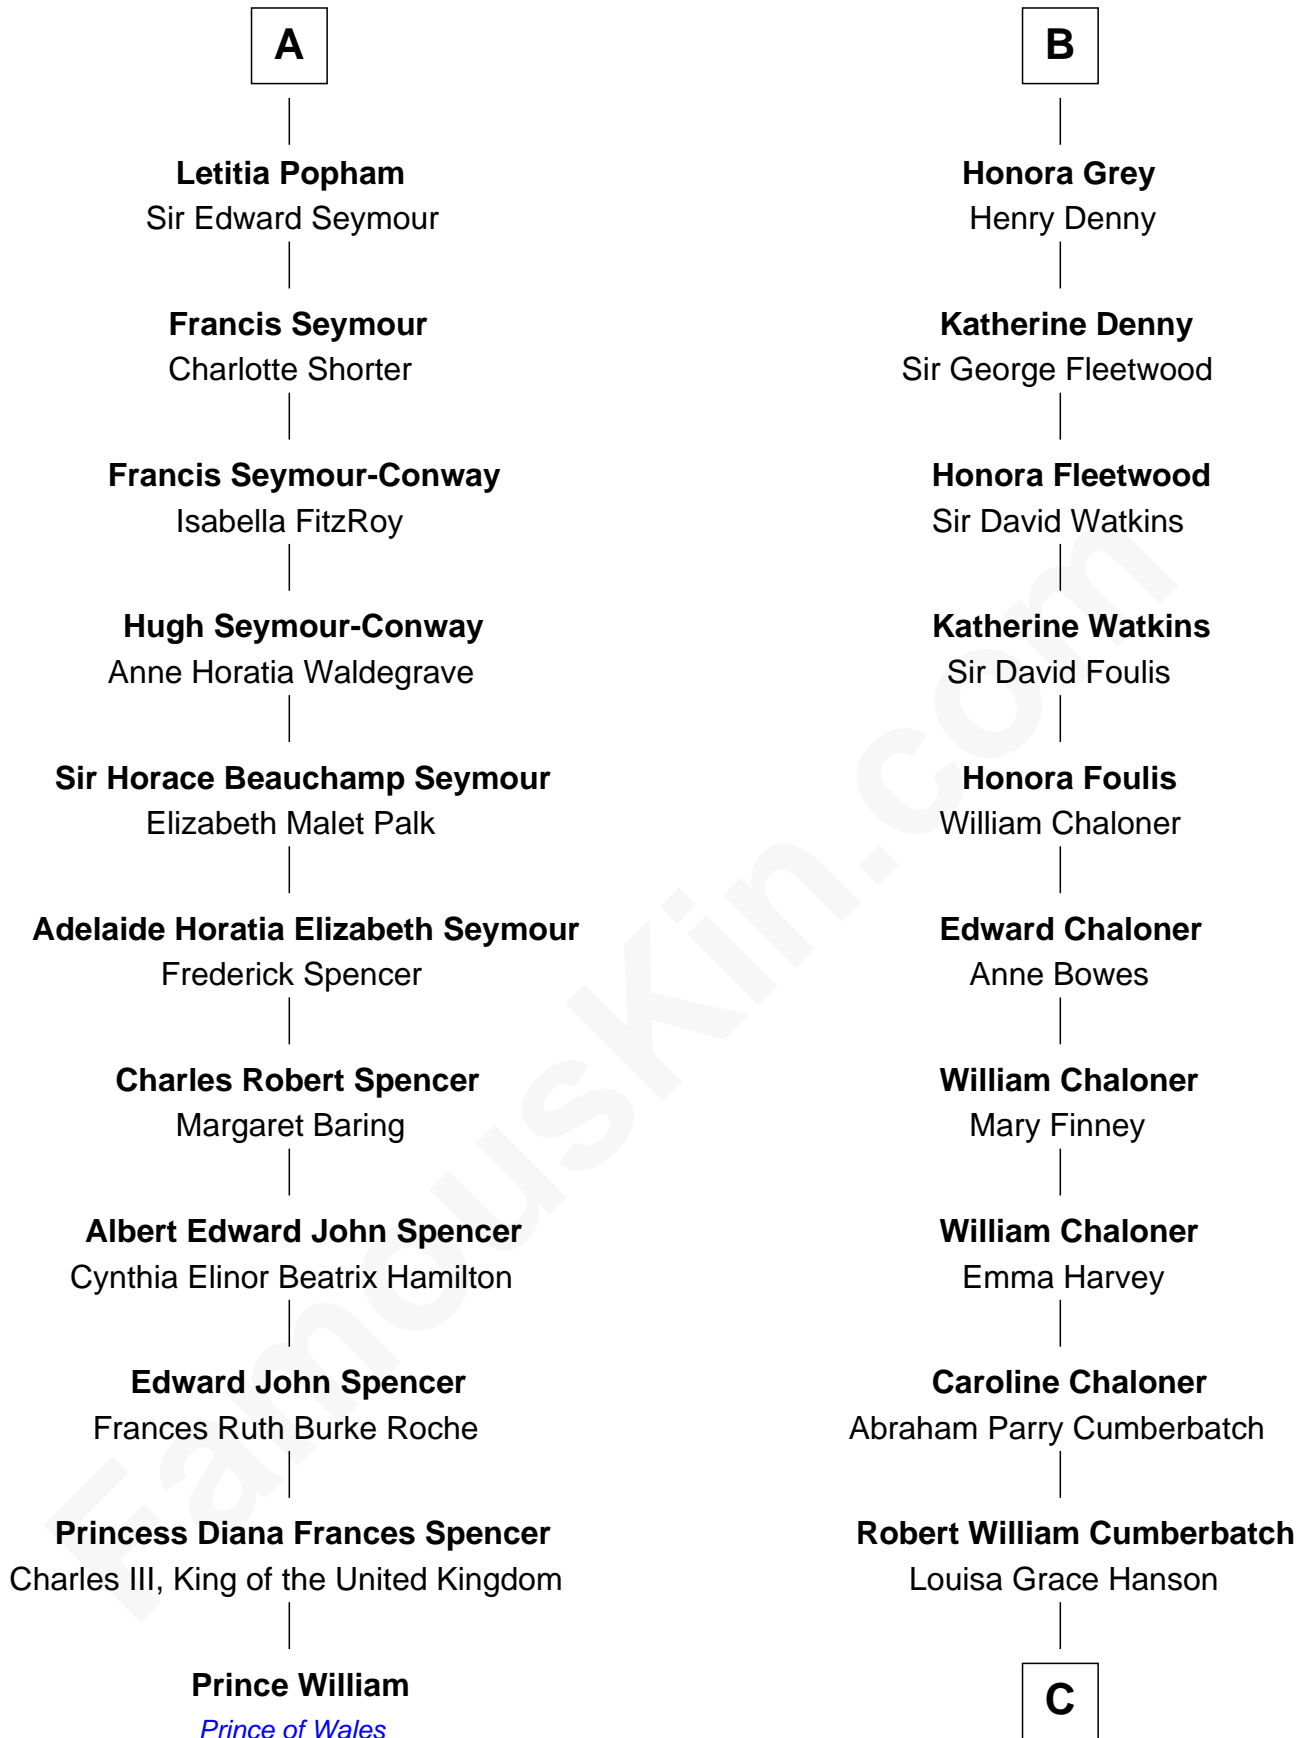 A
Letitia Popham
Sir Edward Seymour
Francis Seymour
Charlotte Shorter
Francis Seymour-Conway
Isabella FitzRoy
Hugh Seymour-Conway
Anne Horatia Waldegrave
Sir Horace Beauchamp Seymour
Elizabeth Malet Palk
Adelaide Horatia Elizabeth Seymour
Frederick Spencer
Charles Robert Spencer
Margaret Baring
Albert Edward John Spencer
Cynthia Elinor Beatrix Hamilton
Edward John Spencer
Frances Ruth Burke Roche
Princess Diana Frances Spencer
Charles III, King of the United Kingdom
Prince William
Prince of Wales
B
Honora Grey
Henry Denny
Katherine Denny
Sir George Fleetwood
Honora Fleetwood
Sir David Watkins
Katherine Watkins
Sir David Foulis
Honora Foulis
William Chaloner
Edward Chaloner
Anne Bowes
William Chaloner
Mary Finney
William Chaloner
Emma Harvey
Caroline Chaloner
Abraham Parry Cumberbatch
Robert William Cumberbatch
Louisa Grace Hanson
C
FamousKin.com